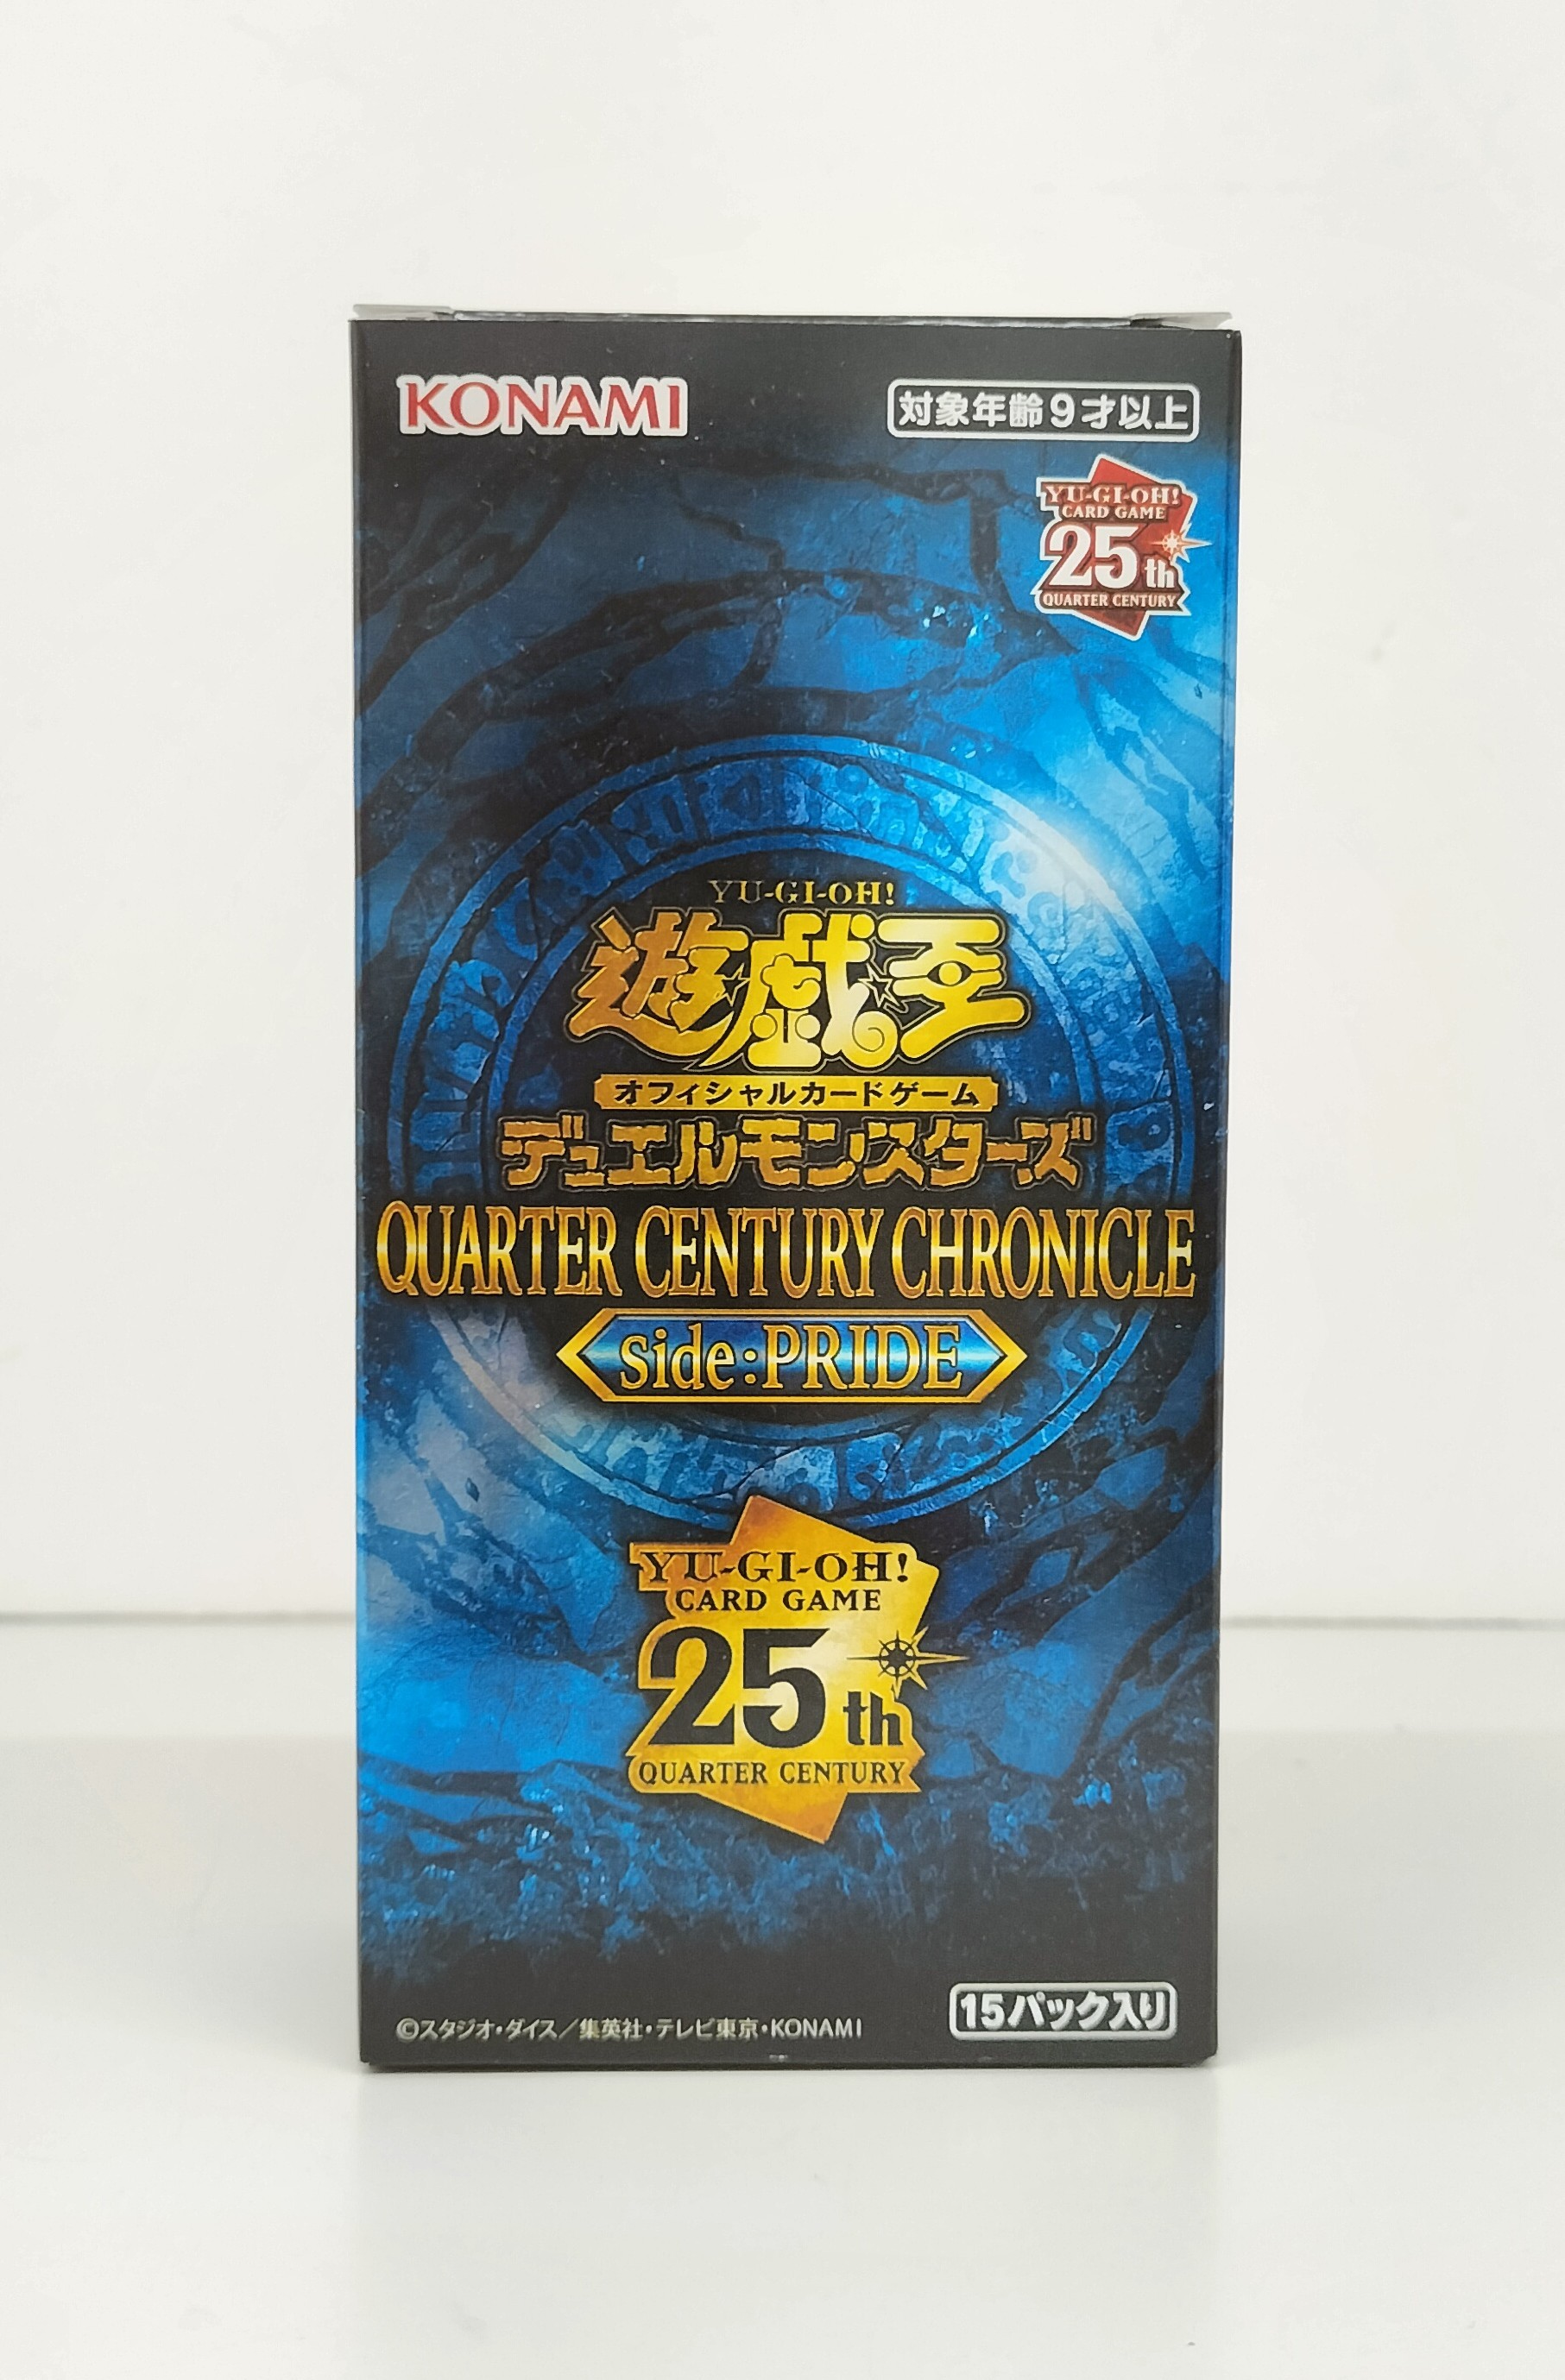 KONAMI
対象年齢9才以上
YU-GI-OH!
CARD GAME
25th
QUARTER CENTURY
YU-GI-OH!
遊戯王
オフィシャルカードゲーム
デュエルモンスターズ
QUARTER CENTURY CHRONICLE
side:PRIDE
YU-GI-OH!
CARD GAME
25th
QUARTER CENTURY
©スタジオ・ダイス/集英社・テレビ東京・KONAMI
15パック入り